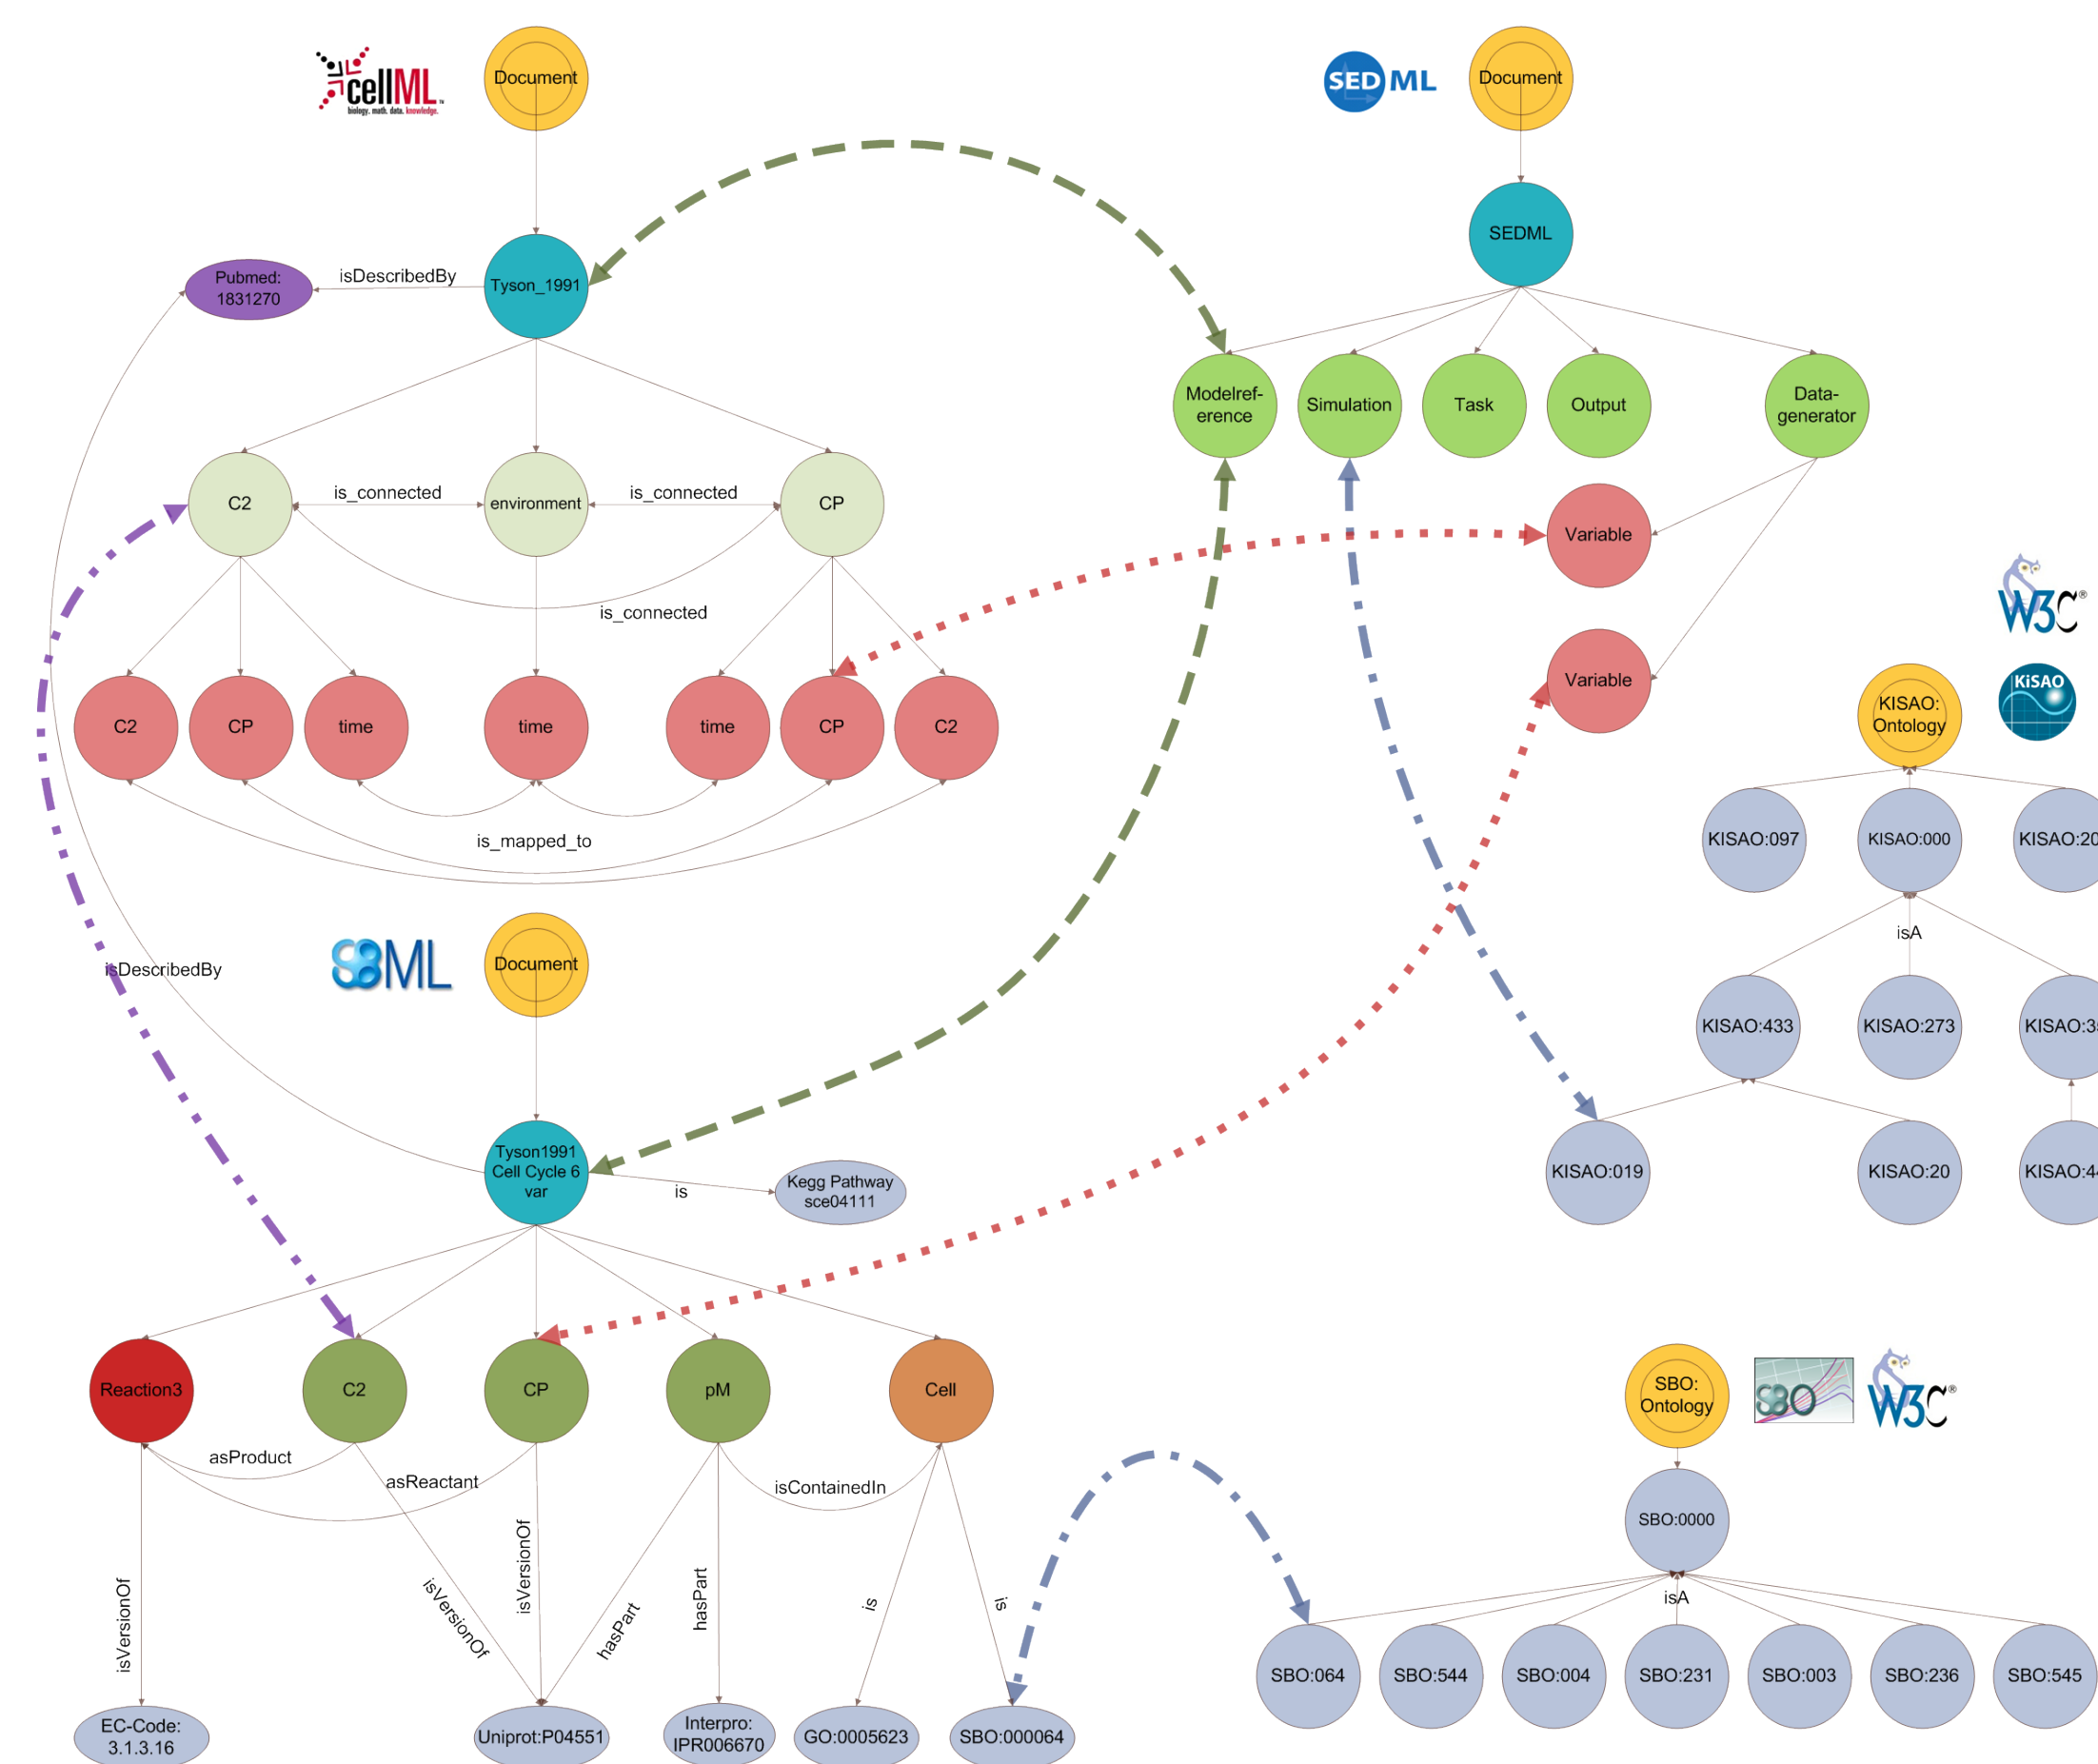 cellML
biology. math. data. knowledge.
Document
SED ML
Document
SEDML
Pubmed:
1831270
isDescribedBy
Tyson_1991
Modelref-
erence
Simulation
Task
Output
Data-
generator
C2
is_connected
environment
is_connected
CP
Variable
is_connected
W3C®
Variable
KISAO:
Ontology
KiSAO
C2
CP
time
time
time
CP
C2
is_mapped_to
KISAO:097
KISAO:000
KISAO:20
isA
isDescribedBy
SBML
Document
KISAO:433
KISAO:273
Tyson1991
Cell Cycle 6
var
is
Kegg Pathway
sce04111
KISAO:019
KISAO:20
Reaction3
C2
CP
pM
Cell
SBO:
Ontology
SBO
W3C®
asProduct
asReactant
isContainedIn
SBO:0000
isVersionOf
isVersionOf
isVersionOf
hasPart
hasPart
is
is
isA
SBO:064
SBO:544
SBO:004
SBO:231
SBO:003
SBO:236
SBO:545
EC-Code:
3.1.3.16
Uniprot:P04551
Interpro:
IPR006670
GO:0005623
SBO:000064